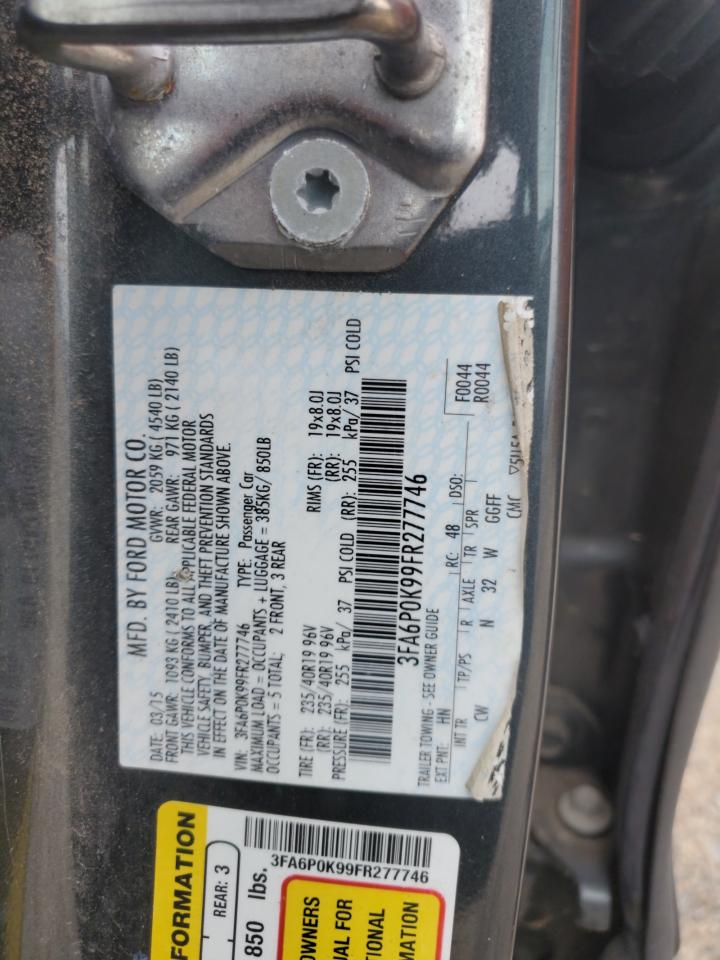 MFD. BY FORD MOTOR CO.
DATE: 03/15 GVWR: 2059 KG ( 4540 LB)
FRONT GAWR: 1093 KG ( 2410 LB) REAR GAWR: 971 KG ( 2140 LB)
THIS VEHICLE CONFORMS TO ALL APPLICABLE FEDERAL MOTOR
VEHICLE SAFETY, BUMPER, AND THEFT PREVENTION STANDARDS
IN EFFECT ON THE DATE OF MANUFACTURE SHOWN ABOVE.
VIN: 3FA6P0K99FR277746 TYPE: Passenger Car
MAXIMUM LOAD = OCCUPANTS + LUGGAGE = 385KG/ 850LB
OCCUPANTS = 5 TOTAL; 2 FRONT, 3 REAR
TIRE (FR): 235/40R19 96V RIMS (FR): 19x8.0J
(RR): 235/40R19 96V (RR): 19x8.0J
PRESSURE (FR): 255 kPa/ 37 PSI COLD (RR): 255 kPa/ 37 PSI COLD
3FA6P0K99FR277746
TRAILER TOWING - SEE OWNER GUIDE
EXT PNT: HN RC: 48 DSO: F0044
R0044
INT TR TP/PS R AXLE TR SPR
CW N 32 W GGFF
CMC
FORMATION
REAR: 3
850 lbs.
3FA6P0K99FR277746
OWNERS
UAL FOR
TIONAL
MATION